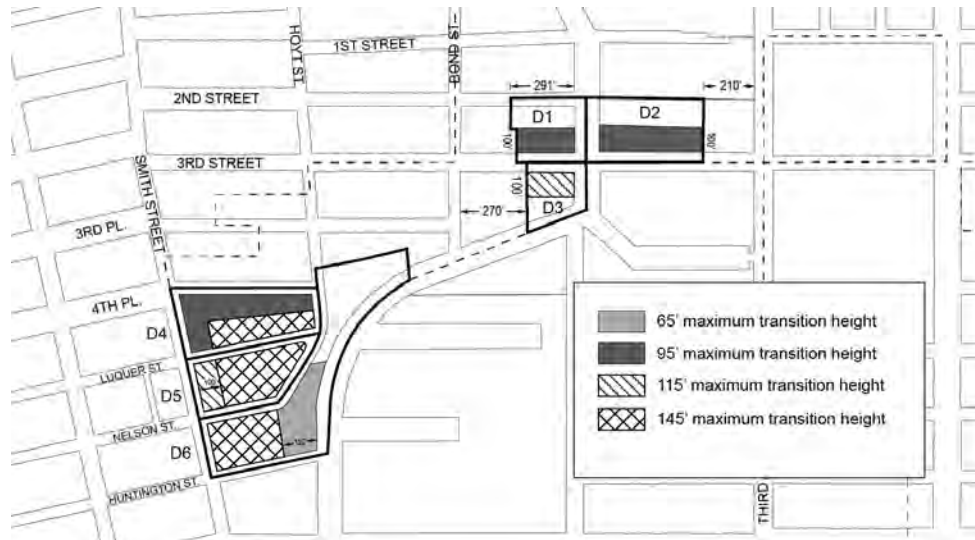 1ST STREET
HOYT ST
BOND ST
2ND STREET
291'
210'
D1
D2
100'
100'
3RD STREET
SMITH STREET
100'
D3
270'
3RD PL.
4TH PL.
D4
LUQUER ST.
100'
D5
NELSON ST.
D6
HUNTINGTON ST.
65' maximum transition height
95' maximum transition height
115' maximum transition height
145' maximum transition height
THIRD